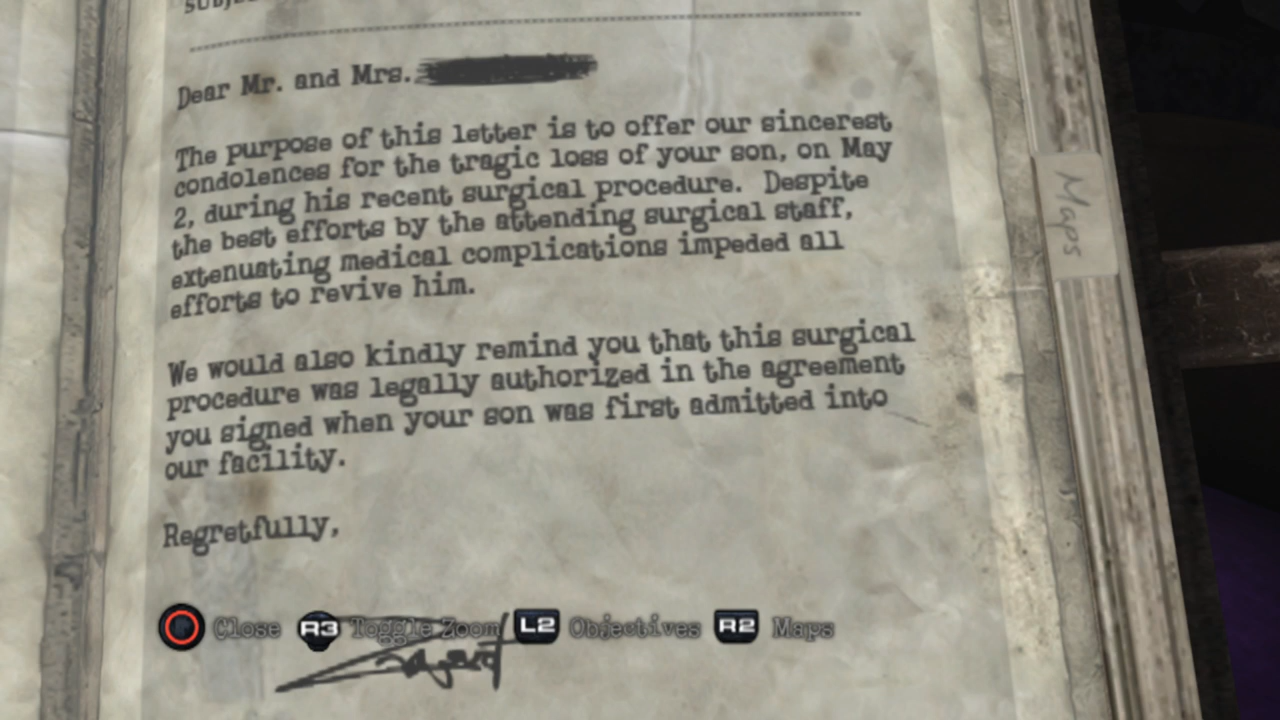 Dear Mr. and Mrs.
The purpose of this letter is to offer our sincerest
condolences for the tragic loss of your son, on May
2, during his recent surgical procedure. Despite
the best efforts by the attending surgical staff,
extenuating medical complications impeded all
efforts to revive him.
We would also kindly remind you that this surgical
procedure was legally authorized in the agreement
you signed when your son was first admitted into
our facility.
Regretfully,
Close R3 Toggle Zoom L2 Objectives R2 Maps
Maps